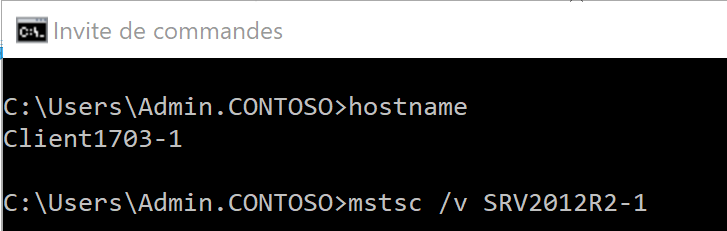 Invite de commandes
C:\Users\Admin.CONTOSO>hostname
Client1703-1
C:\Users\Admin.CONTOSO>mstsc /v SRV2012R2-1